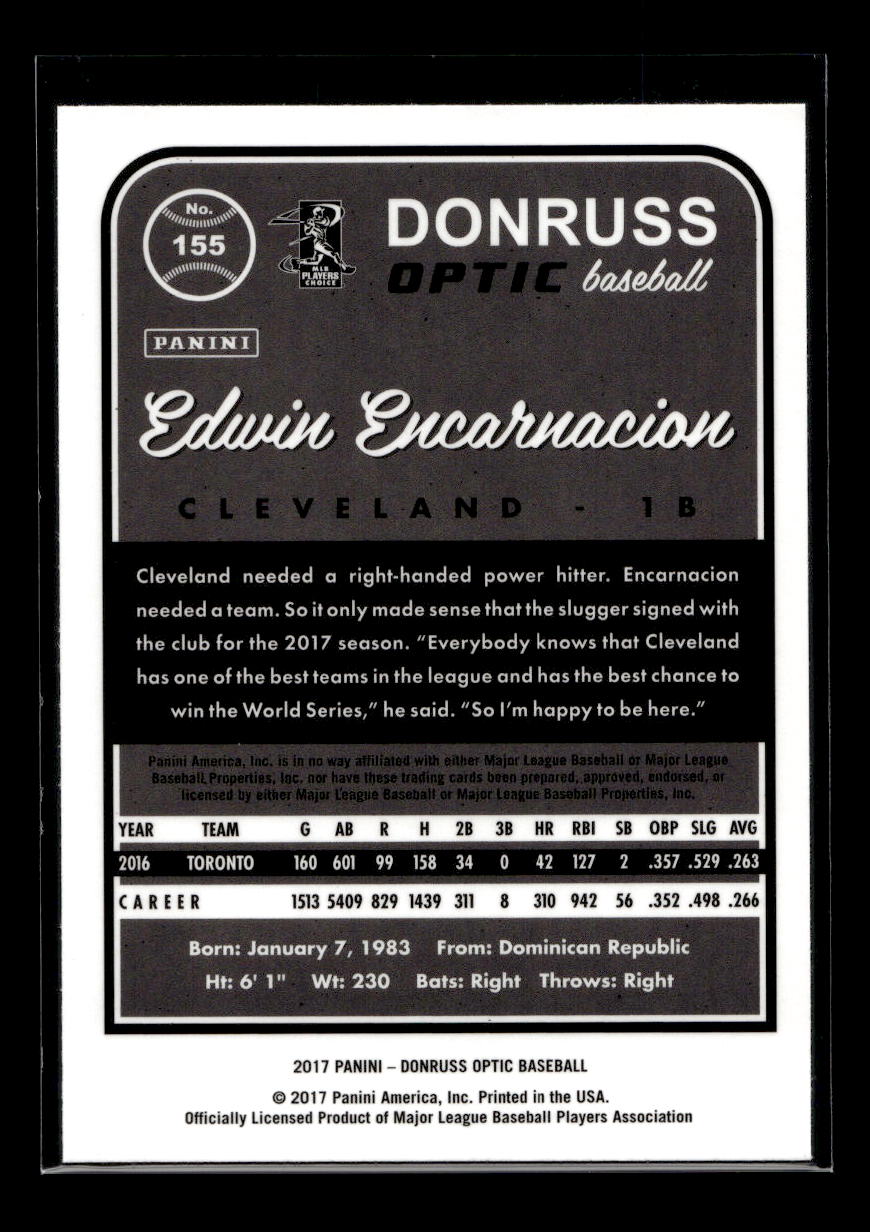 No.
155
MLB
PLAYERS
CHOICE
DONRUSS
OPTIC baseball
PANINI
Edwin Encarnacion
CLEVELAND - 1B
Cleveland needed a right-handed power hitter. Encarnacion
needed a team. So it only made sense that the slugger signed with
the club for the 2017 season. “Everybody knows that Cleveland
has one of the best teams in the league and has the best chance to
win the World Series,” he said. “So I’m happy to be here.”
Panini America, Inc. is in no way affiliated with either Major League Baseball or Major League
Baseball Properties, Inc. nor have these trading cards been prepared, approved, endorsed, or
licensed by either Major League Baseball or Major League Baseball Properties, Inc.
YEAR TEAM G AB R H 2B 3B HR RBI SB OBP SLG AVG
2016 TORONTO 160 601 99 158 34 0 42 127 2 .357 .529 .263
CAREER 1513 5409 829 1439 311 8 310 942 56 .352 .498 .266
Born: January 7, 1983 From: Dominican Republic
Ht: 6' 1" Wt: 230 Bats: Right Throws: Right
2017 PANINI – DONRUSS OPTIC BASEBALL
© 2017 Panini America, Inc. Printed in the USA.
Officially Licensed Product of Major League Baseball Players Association